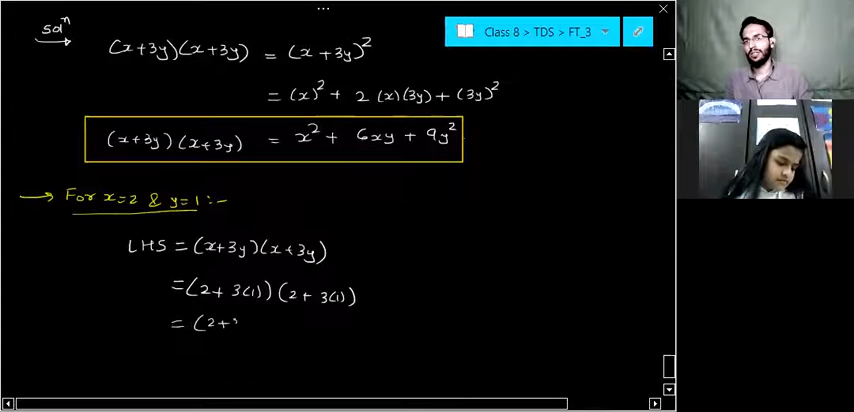 Solⁿ
(x+3y)(x+3y) = (x+3y)²
= (x)² + 2(x)(3y) + (3y)²
(x+3y)(x+3y) = x² + 6xy + 9y²
→ For x=2 & y=1 :-
LHS = (x+3y)(x+3y)
= (2 + 3(1)) (2 + 3(1))
= (2+
Class 8 > TDS > FT_3